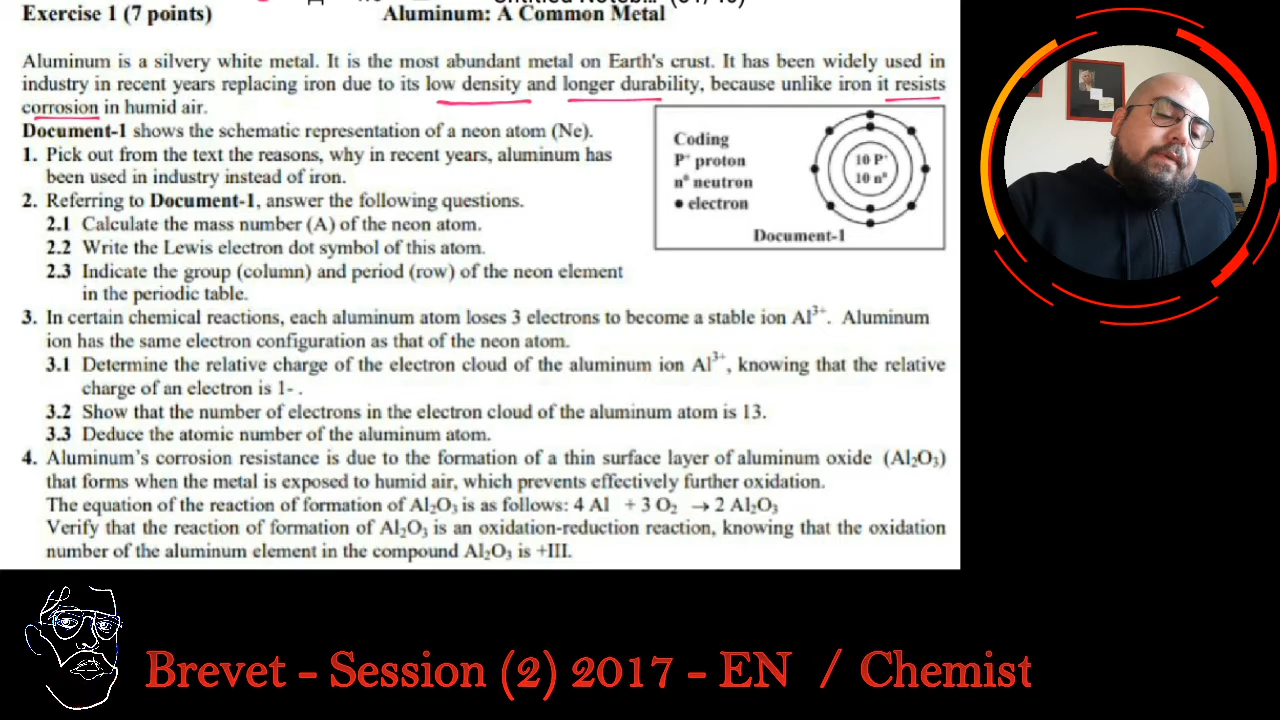 Untitled Noteb... (31/40)
Exercise 1 (7 points) Aluminum: A Common Metal
Aluminum is a silvery white metal. It is the most abundant metal on Earth's crust. It has been widely used in
industry in recent years replacing iron due to its low density and longer durability, because unlike iron it resists
corrosion in humid air.
Document-1 shows the schematic representation of a neon atom (Ne).
1. Pick out from the text the reasons, why in recent years, aluminum has
been used in industry instead of iron.
2. Referring to Document-1, answer the following questions.
2.1 Calculate the mass number (A) of the neon atom.
2.2 Write the Lewis electron dot symbol of this atom.
2.3 Indicate the group (column) and period (row) of the neon element
in the periodic table.
Coding
P⁺ proton
n⁰ neutron
● electron
10 P⁺
10 n⁰
Document-1
3. In certain chemical reactions, each aluminum atom loses 3 electrons to become a stable ion Al³⁺. Aluminum
ion has the same electron configuration as that of the neon atom.
3.1 Determine the relative charge of the electron cloud of the aluminum ion Al³⁺, knowing that the relative
charge of an electron is 1- .
3.2 Show that the number of electrons in the electron cloud of the aluminum atom is 13.
3.3 Deduce the atomic number of the aluminum atom.
4. Aluminum's corrosion resistance is due to the formation of a thin surface layer of aluminum oxide (Al₂O₃)
that forms when the metal is exposed to humid air, which prevents effectively further oxidation.
The equation of the reaction of formation of Al₂O₃ is as follows: 4 Al + 3 O₂ → 2 Al₂O₃
Verify that the reaction of formation of Al₂O₃ is an oxidation-reduction reaction, knowing that the oxidation
number of the aluminum element in the compound Al₂O₃ is +III.
Brevet - Session (2) 2017 - EN / Chemist